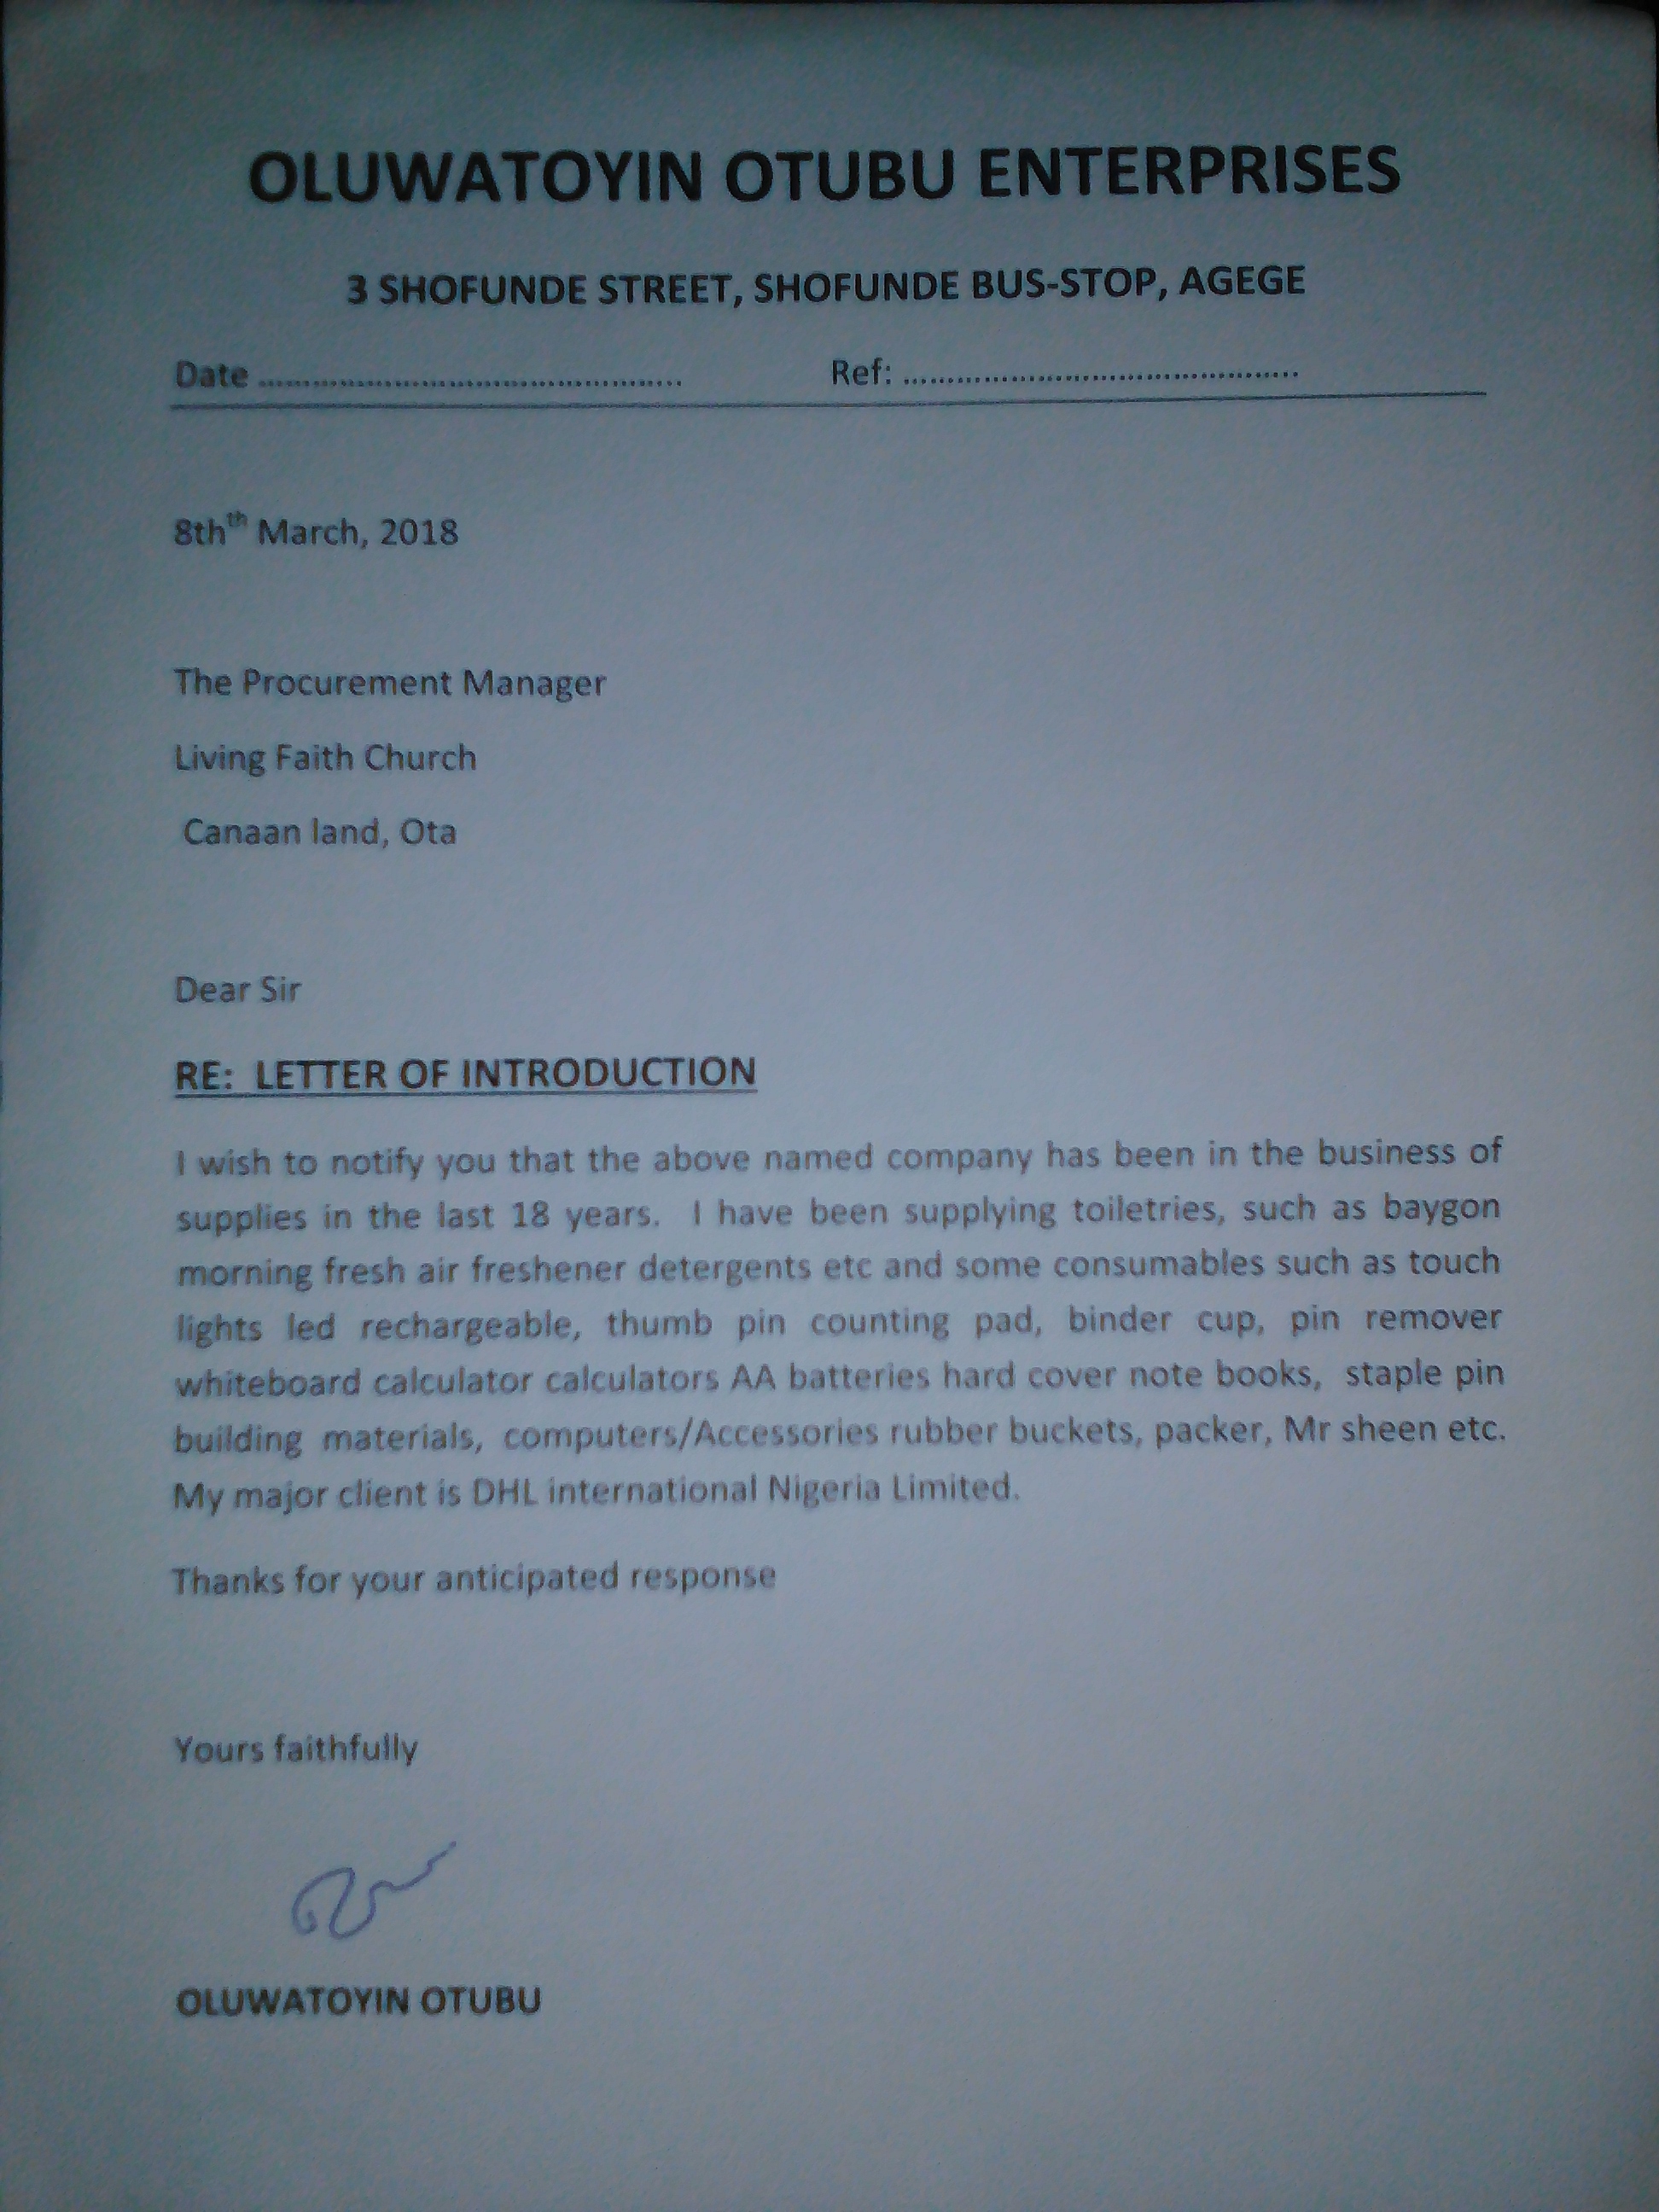 OLUWATOYIN OTUBU ENTERPRISES
3 SHOFUNDE STREET, SHOFUNDE BUS-STOP, AGEGE
Date ................................................ Ref: .............................................
8thth March, 2018
The Procurement Manager
Living Faith Church
Canaan land, Ota
Dear Sir
RE: LETTER OF INTRODUCTION
I wish to notify you that the above named company has been in the business of
supplies in the last 18 years. I have been supplying toiletries, such as baygon
morning fresh air freshener detergents etc and some consumables such as touch
lights led rechargeable, thumb pin counting pad, binder cup, pin remover
whiteboard calculator calculators AA batteries hard cover note books, staple pin
building materials, computers/Accessories rubber buckets, packer, Mr sheen etc.
My major client is DHL international Nigeria Limited.
Thanks for your anticipated response
Yours faithfully
OLUWATOYIN OTUBU